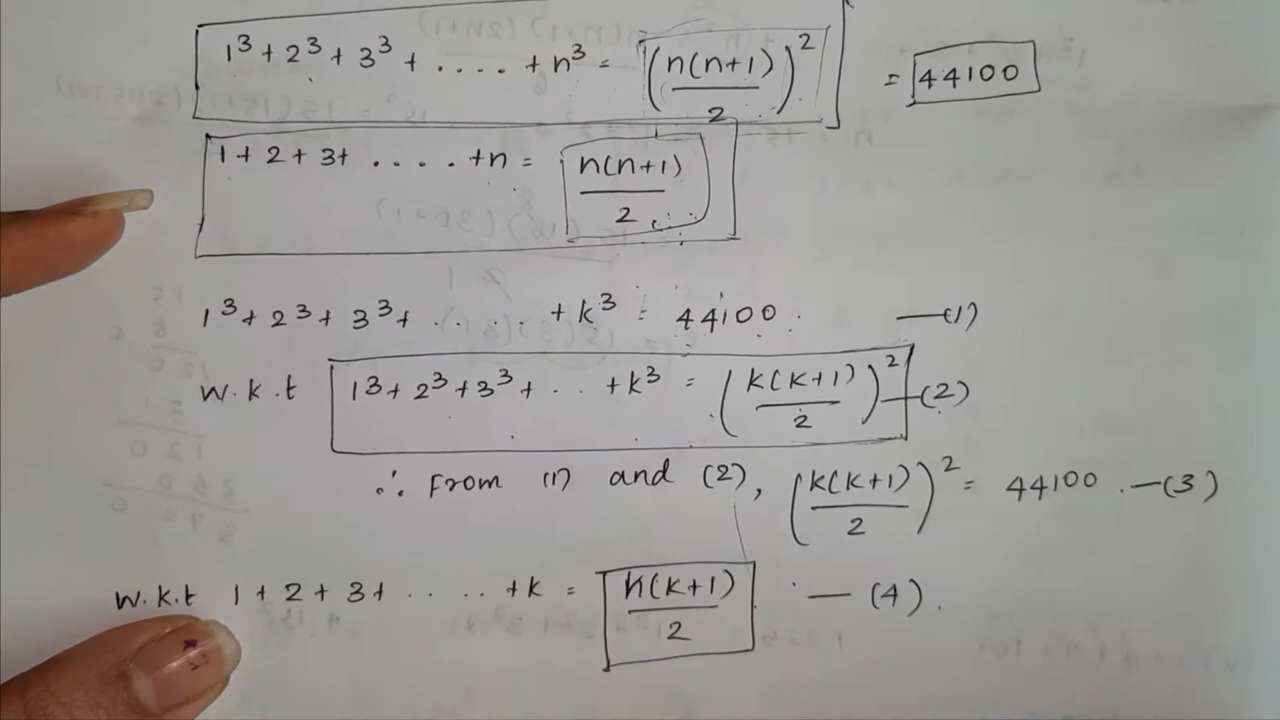 1³ + 2³ + 3³ + .... + n³ = (n(n+1)/2)² = 44100
1 + 2 + 3 + .... + n = n(n+1)/2
1³ + 2³ + 3³ + ..... + k³ = 44100. —(1)
w.k.t 1³ + 2³ + 3³ + ... + k³ = (k(k+1)/2)² —(2)
∴ From (1) and (2), (k(k+1)/2)² = 44100. —(3)
w.k.t 1 + 2 + 3 + ..... + k = k(k+1)/2 — (4).